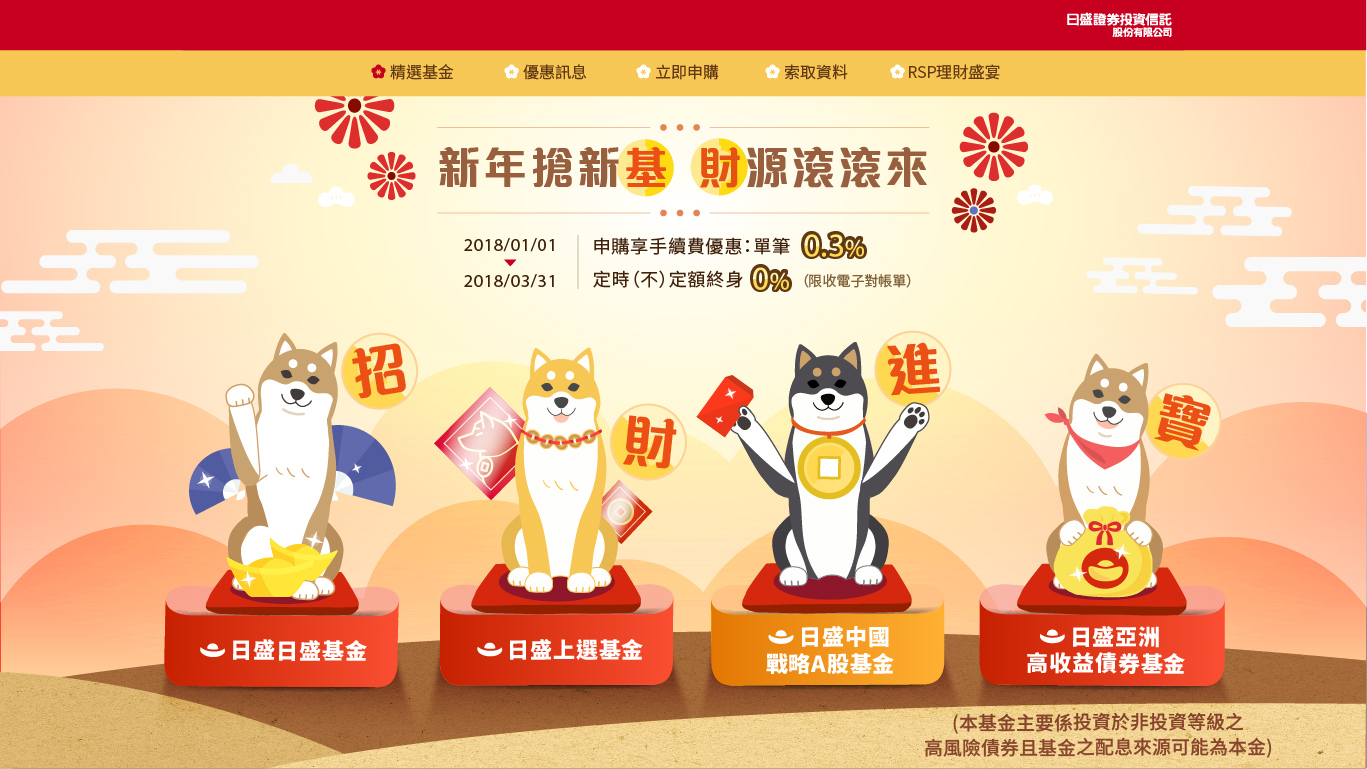 日盛證券投資信託
股份有限公司
精選基金
優惠訊息
立即申購
索取資料
RSP理財盛宴
新年搶新基 財源滾滾來
2018/01/01
2018/03/31
申購享手續費優惠：單筆 0.3%
定時（不）定額終身 0% （限收電子對帳單）
招
財
進
寶
日盛日盛基金
日盛上選基金
日盛中國
戰略A股基金
日盛亞洲
高收益債券基金
(本基金主要係投資於非投資等級之
高風險債券且基金之配息來源可能為本金)